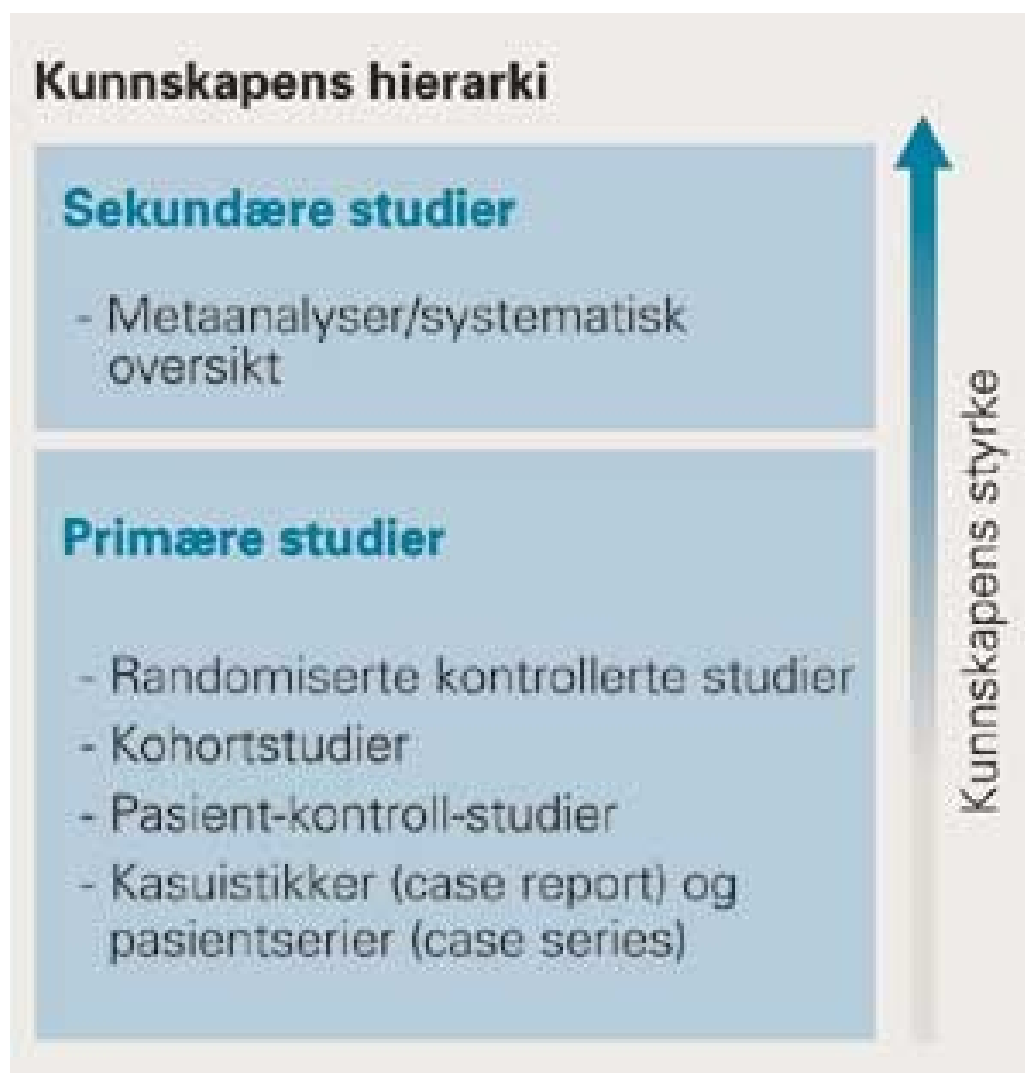 Kunnskapens hierarki
Sekundære studier
- Metaanalyser/systematisk
oversikt
Primære studier
- Randomiserte kontrollerte studier
- Kohortstudier
- Pasient-kontroll-studier
- Kasuistikker (case report) og
pasientserier (case series)
Kunnskapens styrke